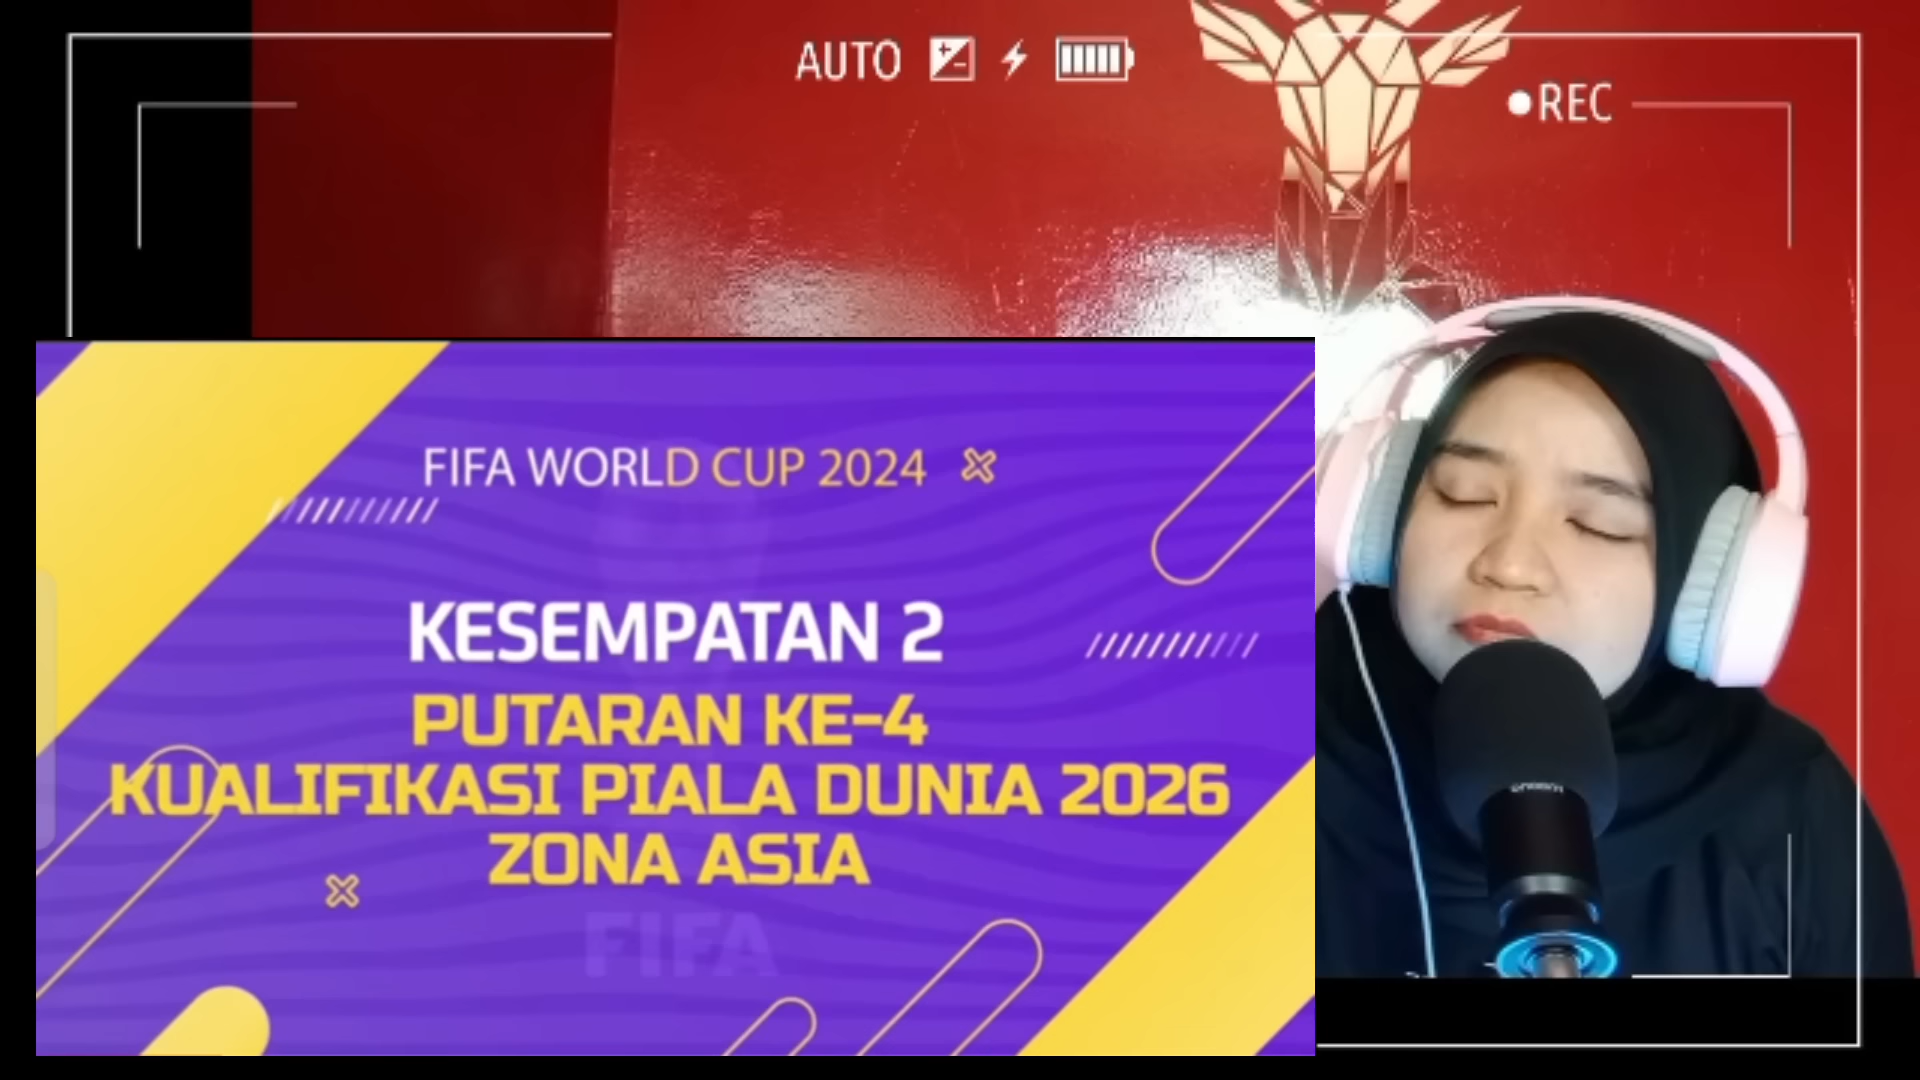 AUTO
REC
FIFA WORLD CUP 2024
KESEMPATAN 2
PUTARAN KE-4
KUALIFIKASI PIALA DUNIA 2026
ZONA ASIA
FIFA